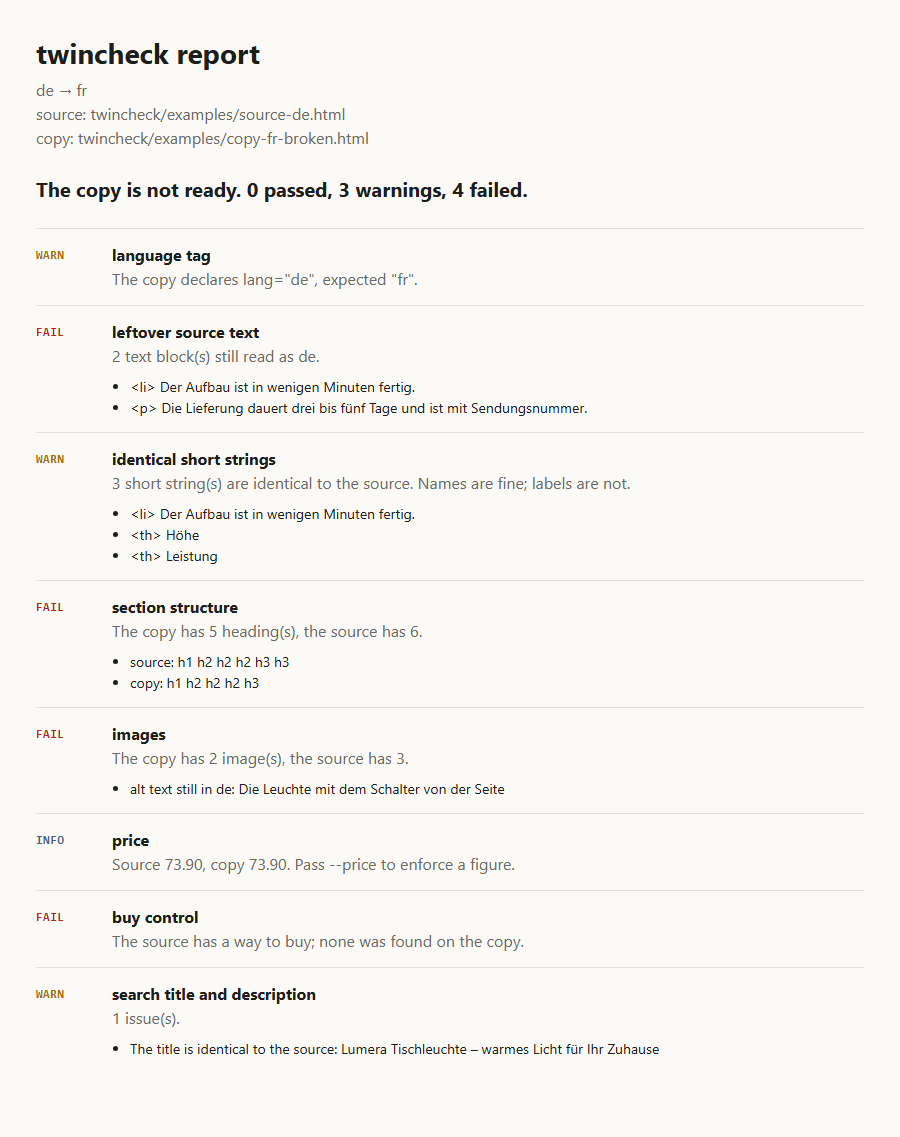 twincheck report
de → fr
source: twincheck/examples/source-de.html
copy: twincheck/examples/copy-fr-broken.html
The copy is not ready. 0 passed, 3 warnings, 4 failed.
WARN language tag
The copy declares lang="de", expected "fr".
FAIL leftover source text
2 text block(s) still read as de.
• <li> Der Aufbau ist in wenigen Minuten fertig.
• <p> Die Lieferung dauert drei bis fünf Tage und ist mit Sendungsnummer.
WARN identical short strings
3 short string(s) are identical to the source. Names are fine; labels are not.
• <li> Der Aufbau ist in wenigen Minuten fertig.
• <th> Höhe
• <th> Leistung
FAIL section structure
The copy has 5 heading(s), the source has 6.
• source: h1 h2 h2 h2 h3 h3
• copy: h1 h2 h2 h2 h3
FAIL images
The copy has 2 image(s), the source has 3.
• alt text still in de: Die Leuchte mit dem Schalter von der Seite
INFO price
Source 73.90, copy 73.90. Pass --price to enforce a figure.
FAIL buy control
The source has a way to buy; none was found on the copy.
WARN search title and description
1 issue(s).
• The title is identical to the source: Lumera Tischleuchte – warmes Licht für Ihr Zuhause